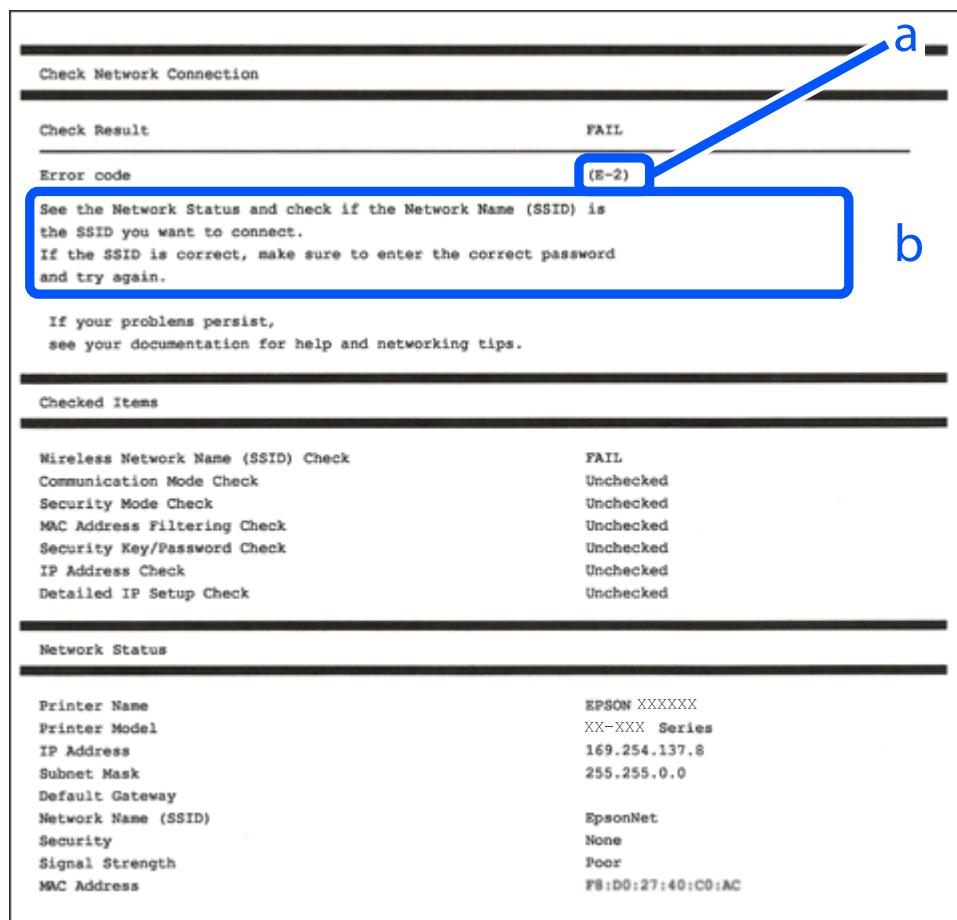 a
Check Network Connection
Check Result FAIL
Error code (E-2)
See the Network Status and check if the Network Name (SSID) is
the SSID you want to connect.
If the SSID is correct, make sure to enter the correct password
and try again.
b
If your problems persist,
see your documentation for help and networking tips.
Checked Items
Wireless Network Name (SSID) Check FAIL
Communication Mode Check Unchecked
Security Mode Check Unchecked
MAC Address Filtering Check Unchecked
Security Key/Password Check Unchecked
IP Address Check Unchecked
Detailed IP Setup Check Unchecked
Network Status
Printer Name EPSON XXXXXX
Printer Model XX-XXX Series
IP Address 169.254.137.8
Subnet Mask 255.255.0.0
Default Gateway
Network Name (SSID) EpsonNet
Security None
Signal Strength Poor
MAC Address F8:D0:27:40:C0:AC